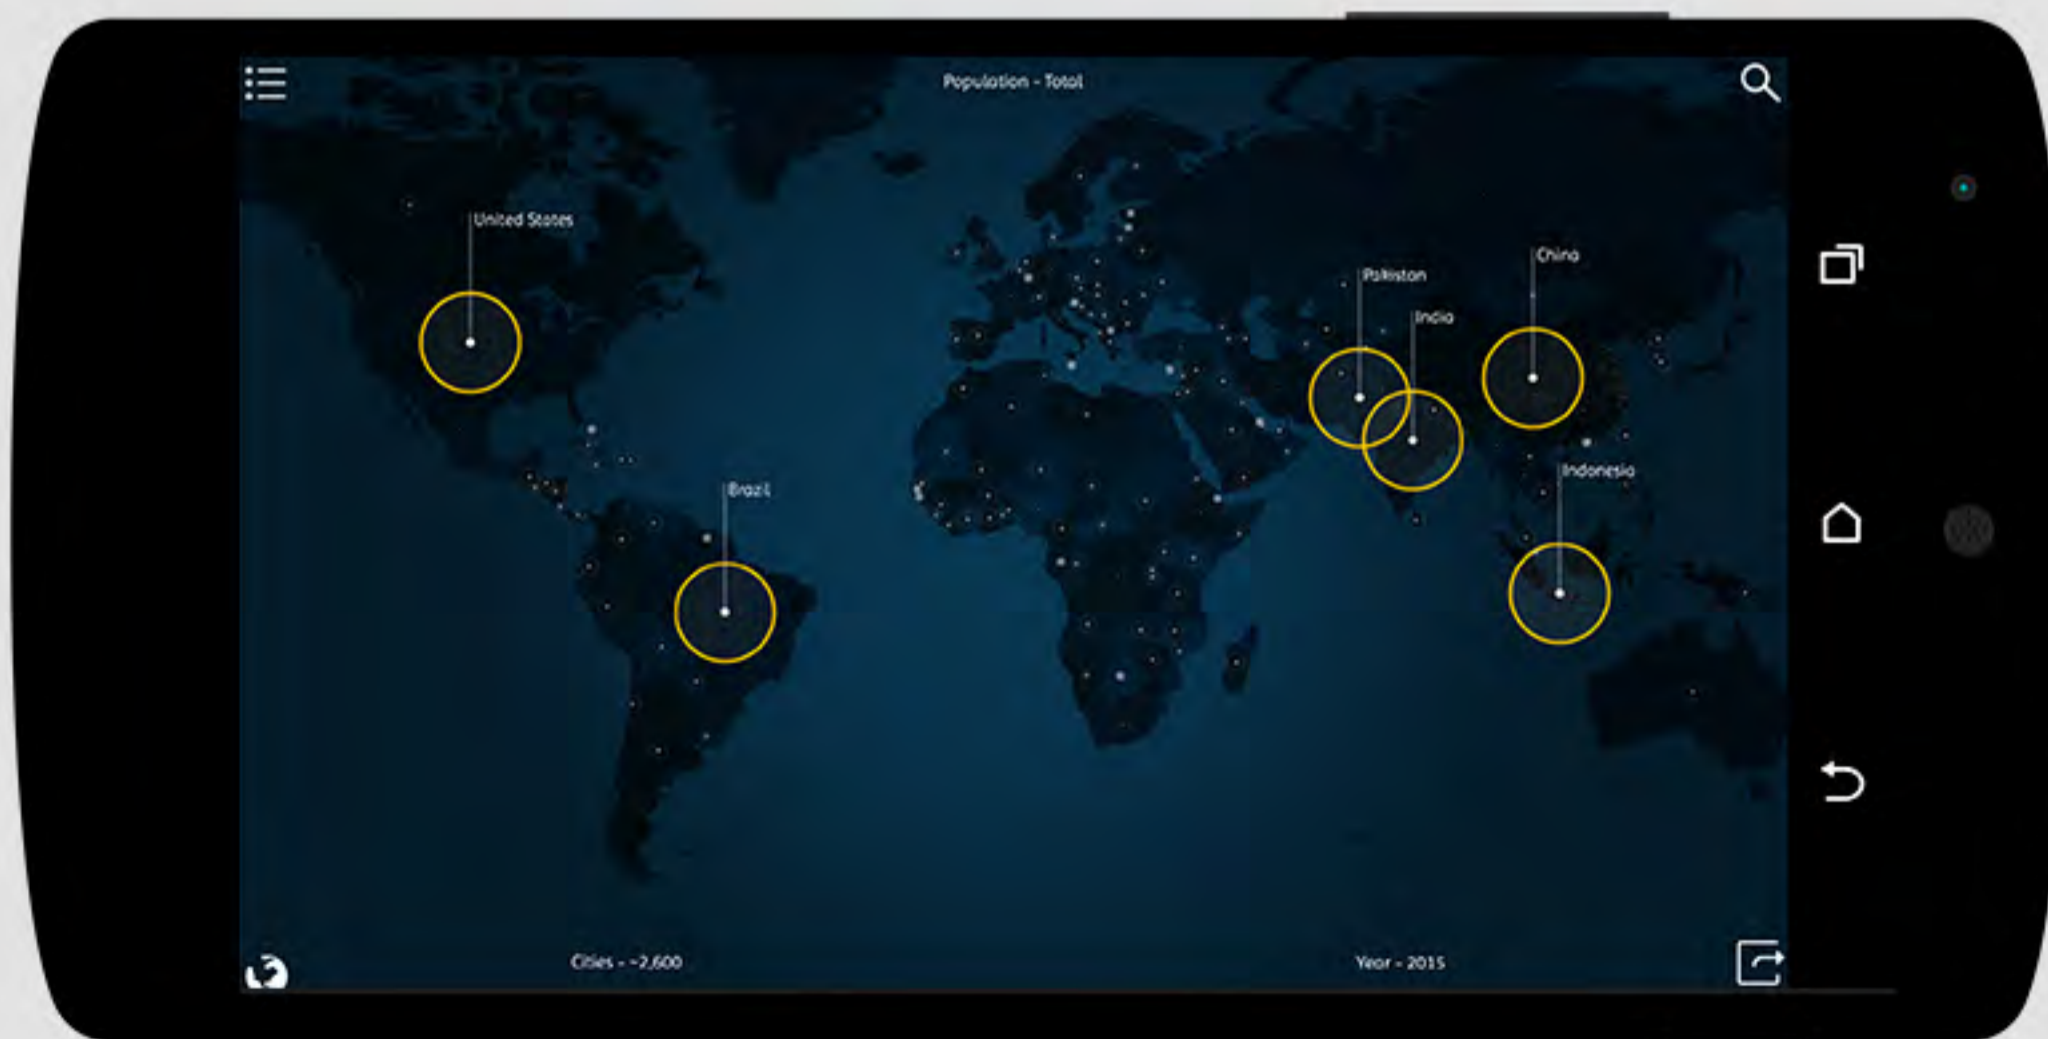 Population - Total
United States
China
Pakistan
India
Indonesia
Brazil
Cities - ~2,600
Year - 2015